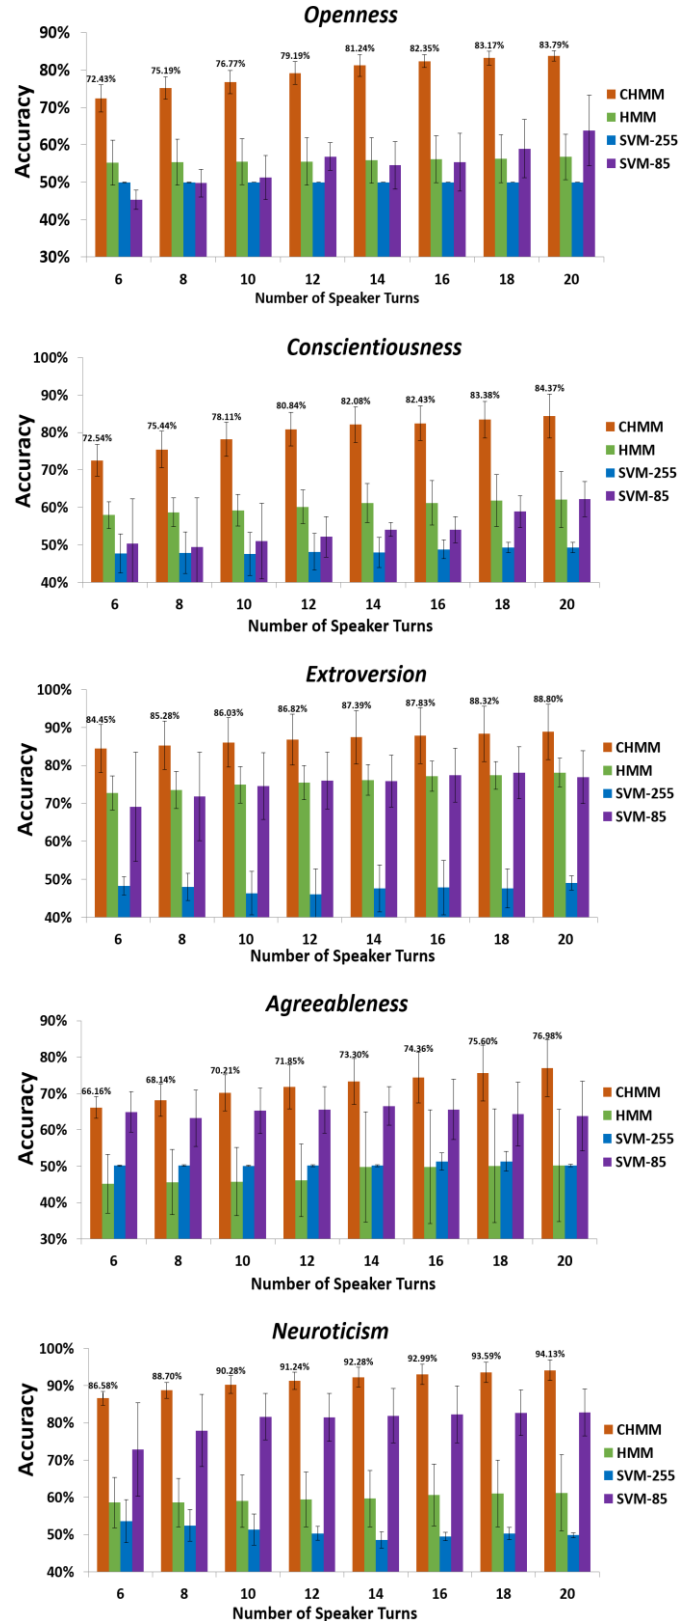 Openness
90%
80%
70%
60%
50%
40%
30%
Accuracy
72.43%
75.19%
76.77%
79.19%
81.24%
82.35%
83.17%
83.79%
CHMM
HMM
SVM-255
SVM-85
6 8 10 12 14 16 18 20
Number of Speaker Turns
Conscientiousness
100%
90%
80%
70%
60%
50%
40%
Accuracy
72.54%
75.44%
78.11%
80.84%
82.08%
82.43%
83.38%
84.37%
CHMM
HMM
SVM-255
SVM-85
6 8 10 12 14 16 18 20
Number of Speaker Turns
Extroversion
100%
90%
80%
70%
60%
50%
40%
Accuracy
84.45%
85.28%
86.03%
86.82%
87.39%
87.83%
88.32%
88.80%
CHMM
HMM
SVM-255
SVM-85
6 8 10 12 14 16 18 20
Number of Speaker Turns
Agreeableness
90%
80%
70%
60%
50%
40%
30%
Accuracy
66.16%
68.14%
70.21%
71.85%
73.30%
74.36%
75.60%
76.98%
CHMM
HMM
SVM-255
SVM-85
6 8 10 12 14 16 18 20
Number of Speaker Turns
Neuroticism
100%
90%
80%
70%
60%
50%
40%
Accuracy
86.58%
88.70%
90.28%
91.24%
92.28%
92.99%
93.59%
94.13%
CHMM
HMM
SVM-255
SVM-85
6 8 10 12 14 16 18 20
Number of Speaker Turns